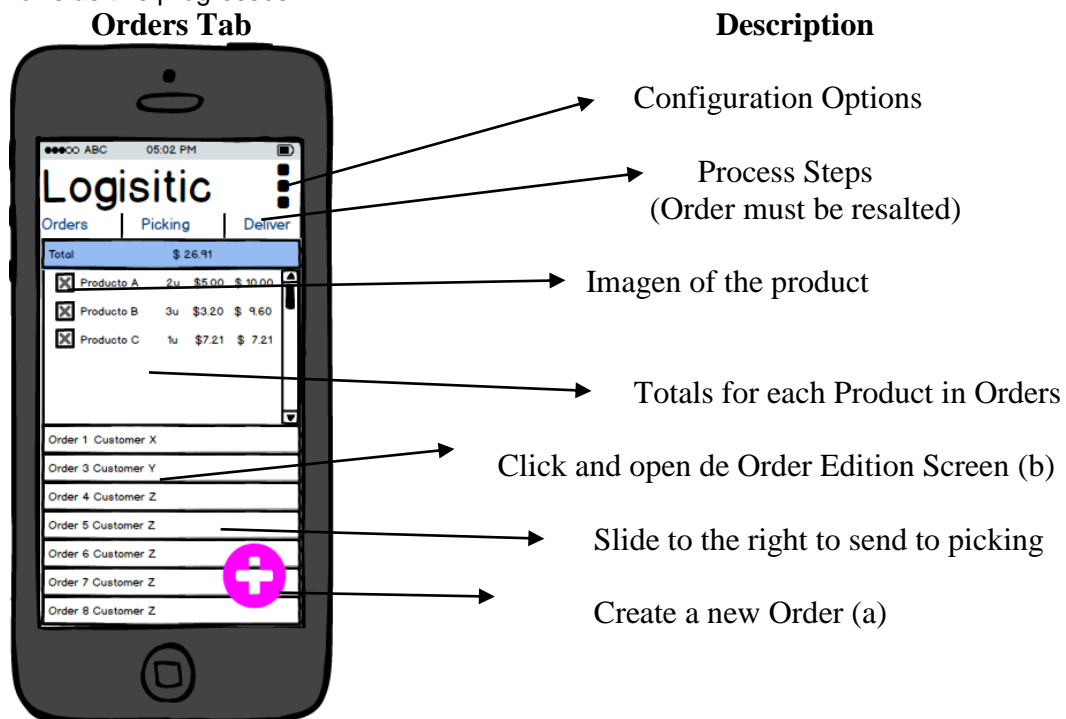 Orders Tab
Description
ABC 05:02 PM
Logisitic
Orders Picking Deliver
Total $ 26.91
Producto A 2u $5.00 $ 10.00
Producto B 3u $3.20 $ 9.60
Producto C 1u $7.21 $ 7.21
Order 1 Customer X
Order 3 Customer Y
Order 4 Customer Z
Order 5 Customer Z
Order 6 Customer Z
Order 7 Customer Z
Order 8 Customer Z
Configuration Options
Process Steps
(Order must be resalted)
Imagen of the product
Totals for each Product in Orders
Click and open de Order Edition Screen (b)
Slide to the right to send to picking
Create a new Order (a)